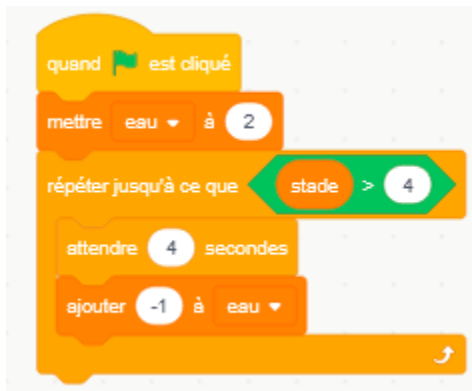 quand est cliqué
mettre eau à 2
répéter jusqu'à ce que stade > 4
attendre 4 secondes
ajouter -1 à eau